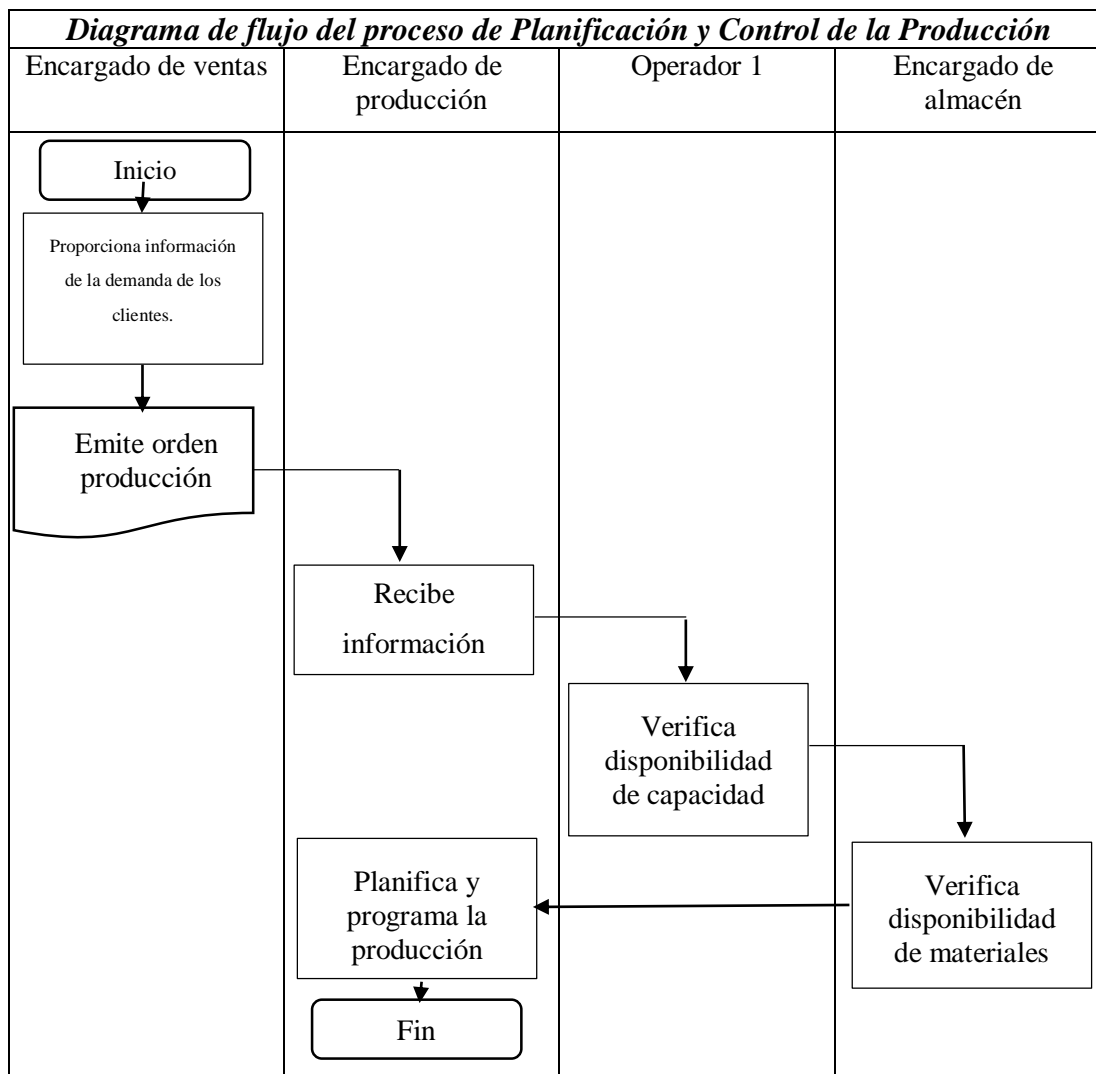 Diagrama de flujo del proceso de Planificación y Control de la Producción
Encargado de ventas
Encargado de
producción
Operador 1
Encargado de
almacén
Inicio
Proporciona información
de la demanda de los
clientes.
Emite orden
producción
Recibe
información
Verifica
disponibilidad
de capacidad
Verifica
disponibilidad
de materiales
Planifica y
programa la
producción
Fin